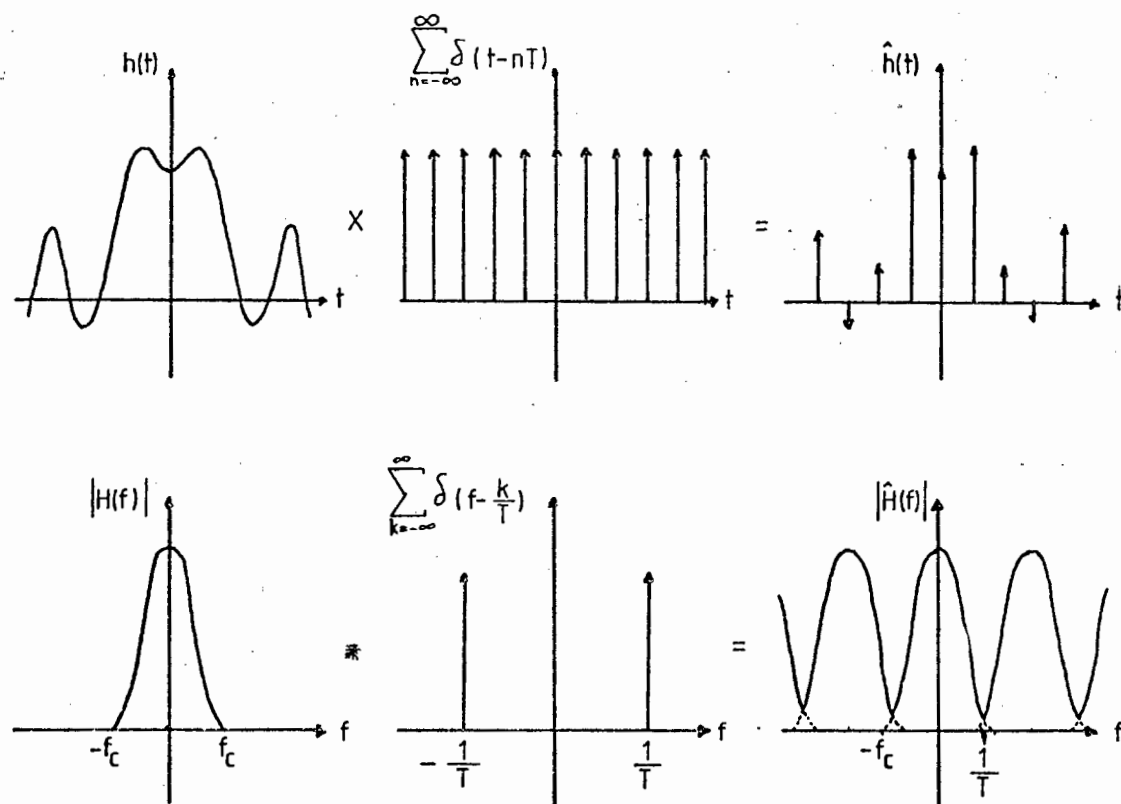 h(t)
∞
∑ δ(t-nT)
n=-∞
ĥ(t)
t
X
t
=
t
|H(f)|
∞
∑ δ(f-k/T)
k=-∞
|Ĥ(f)|
*
=
f
f
f
-f_c
f_c
-1/T
1/T
-f_c
1/T